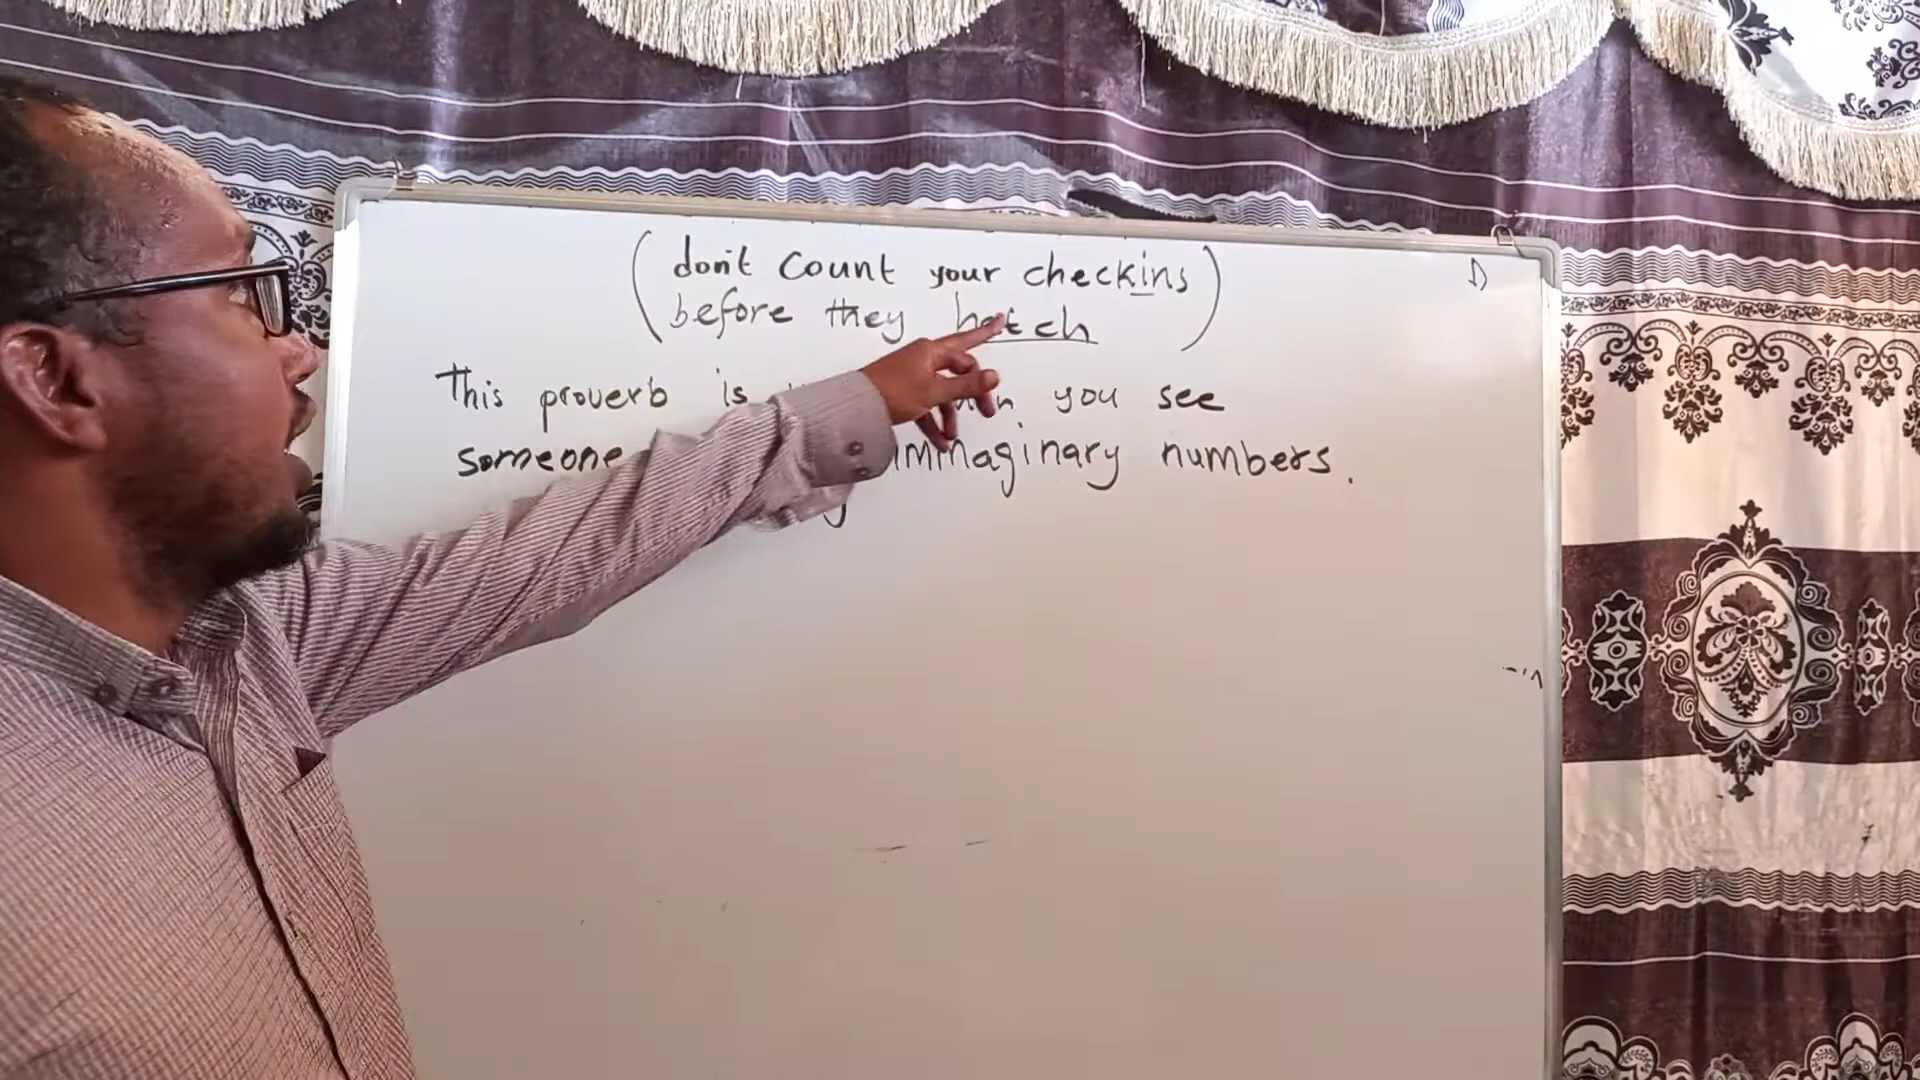 (don't count your checkins
before they hatch)
This proverb is you see
someone immaginary numbers.